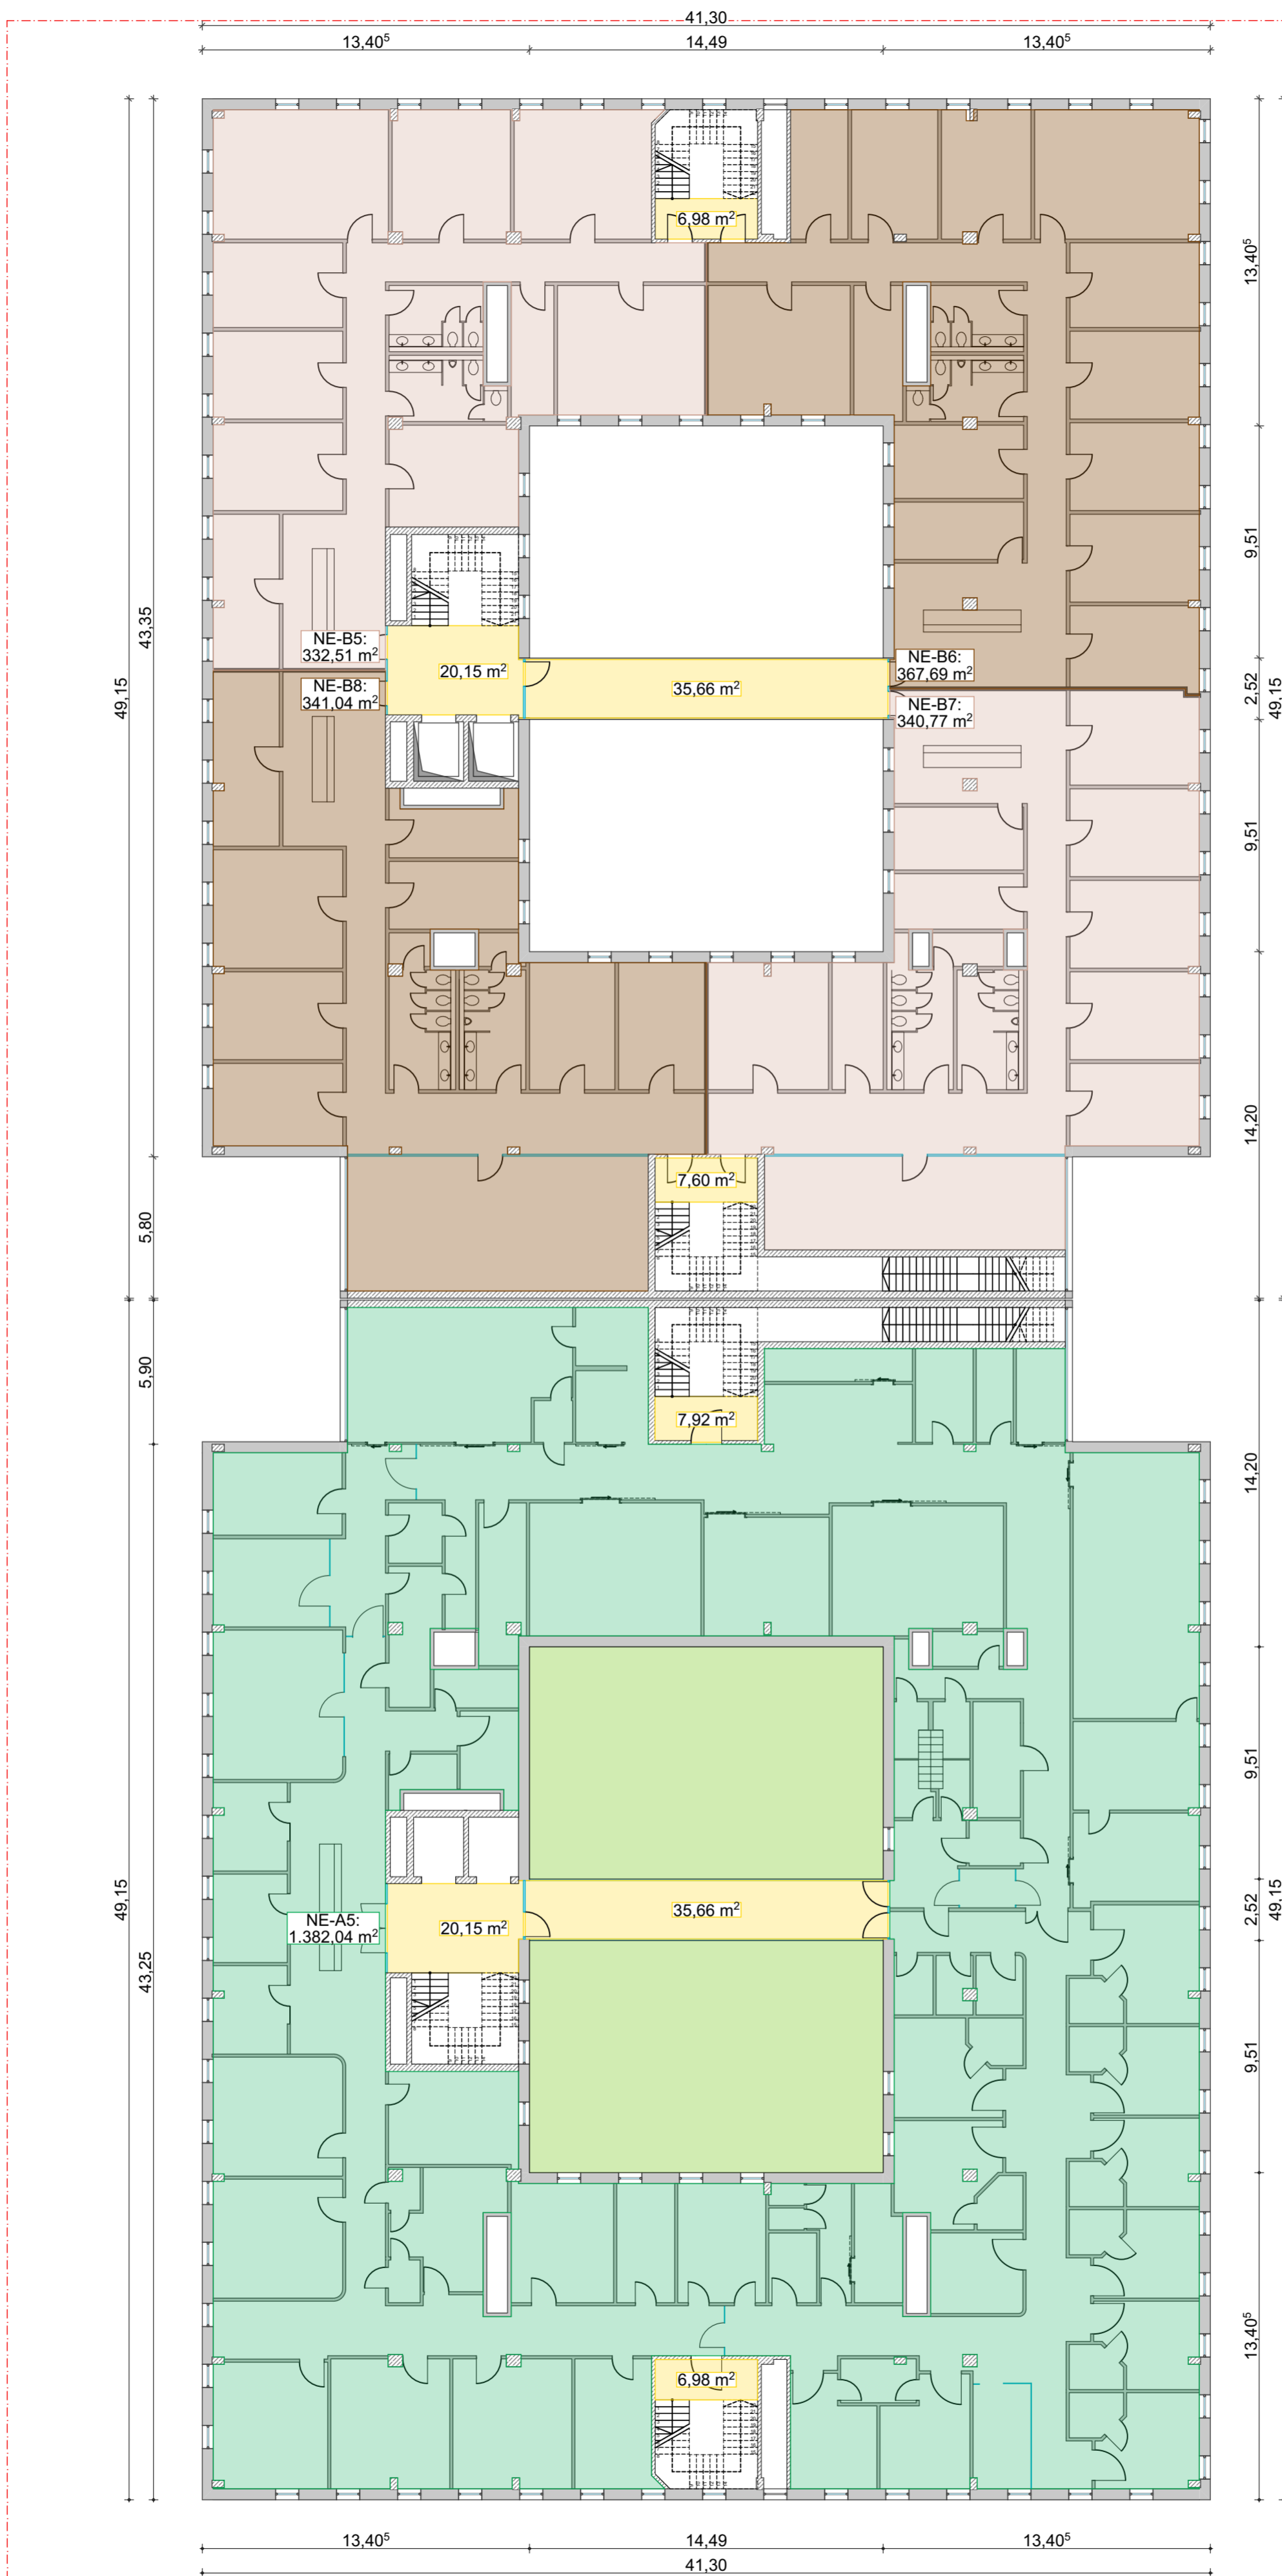 41,30
13,40⁵
14,49
13,40⁵
6,98 m²
13,40⁵
9,51
43,35
49,15
NE-B5:
332,51 m²
NE-B8:
341,04 m²
20,15 m²
35,66 m²
NE-B6:
367,69 m²
NE-B7:
340,77 m²
2,52
49,15
9,51
14,20
7,60 m²
5,80
5,90
7,92 m²
14,20
9,51
49,15
43,25
NE-A5:
1.382,04 m²
20,15 m²
35,66 m²
2,52
49,15
9,51
13,40⁵
6,98 m²
13,40⁵
14,49
13,40⁵
41,30